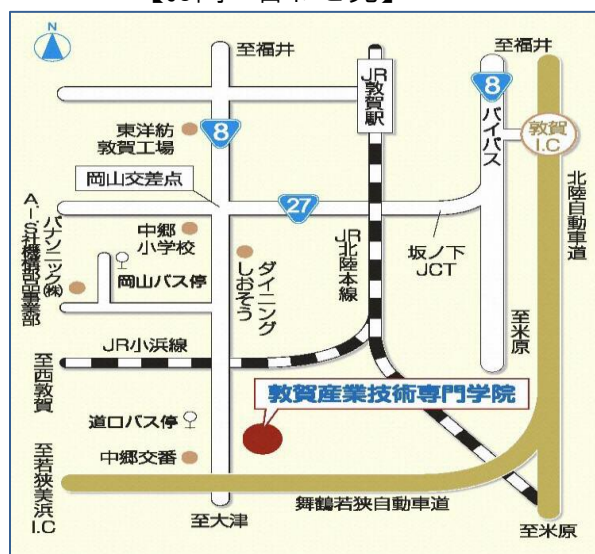 N
至福井
至福井
JR敦賀駅
8
8
バイパス
敦賀
I.C
東洋紡
敦賀工場
北陸自動車道
岡山交差点
27
パナソニック㈱
A.I.S社機構部品事業部
中郷
小学校
岡山バス停
ダイニング
しおそう
JR北陸本線
坂ノ下
JCT
至米原
JR小浜線
至西敦賀
敦賀産業技術専門学院
道口バス停
中郷交番
至若狭美浜I.C
舞鶴若狭自動車道
至大津
至米原